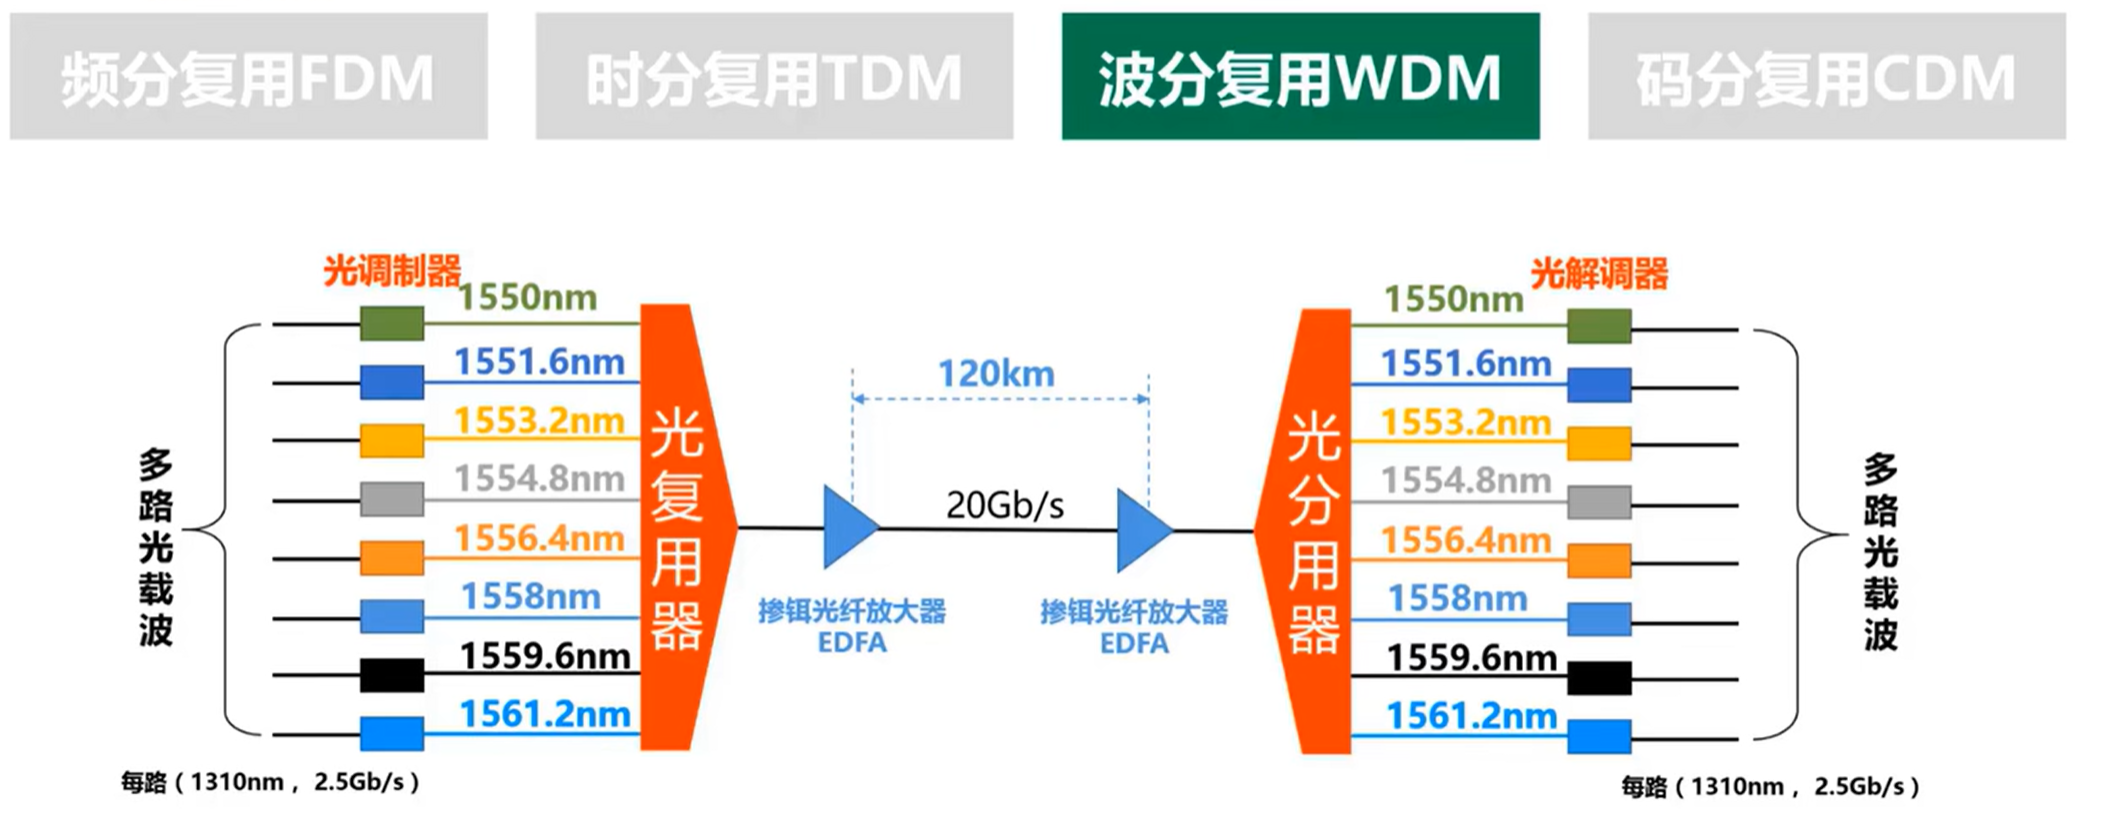 频分复用FDM
时分复用TDM
波分复用WDM
码分复用CDM
光调制器
1550nm
1551.6nm
1553.2nm
1554.8nm
1556.4nm
1558nm
1559.6nm
1561.2nm
多路光载波
每路（1310nm，2.5Gb/s）
光复用器
120km
20Gb/s
掺铒光纤放大器
EDFA
掺铒光纤放大器
EDFA
光分用器
光解调器
1550nm
1551.6nm
1553.2nm
1554.8nm
1556.4nm
1558nm
1559.6nm
1561.2nm
多路光载波
每路（1310nm，2.5Gb/s）